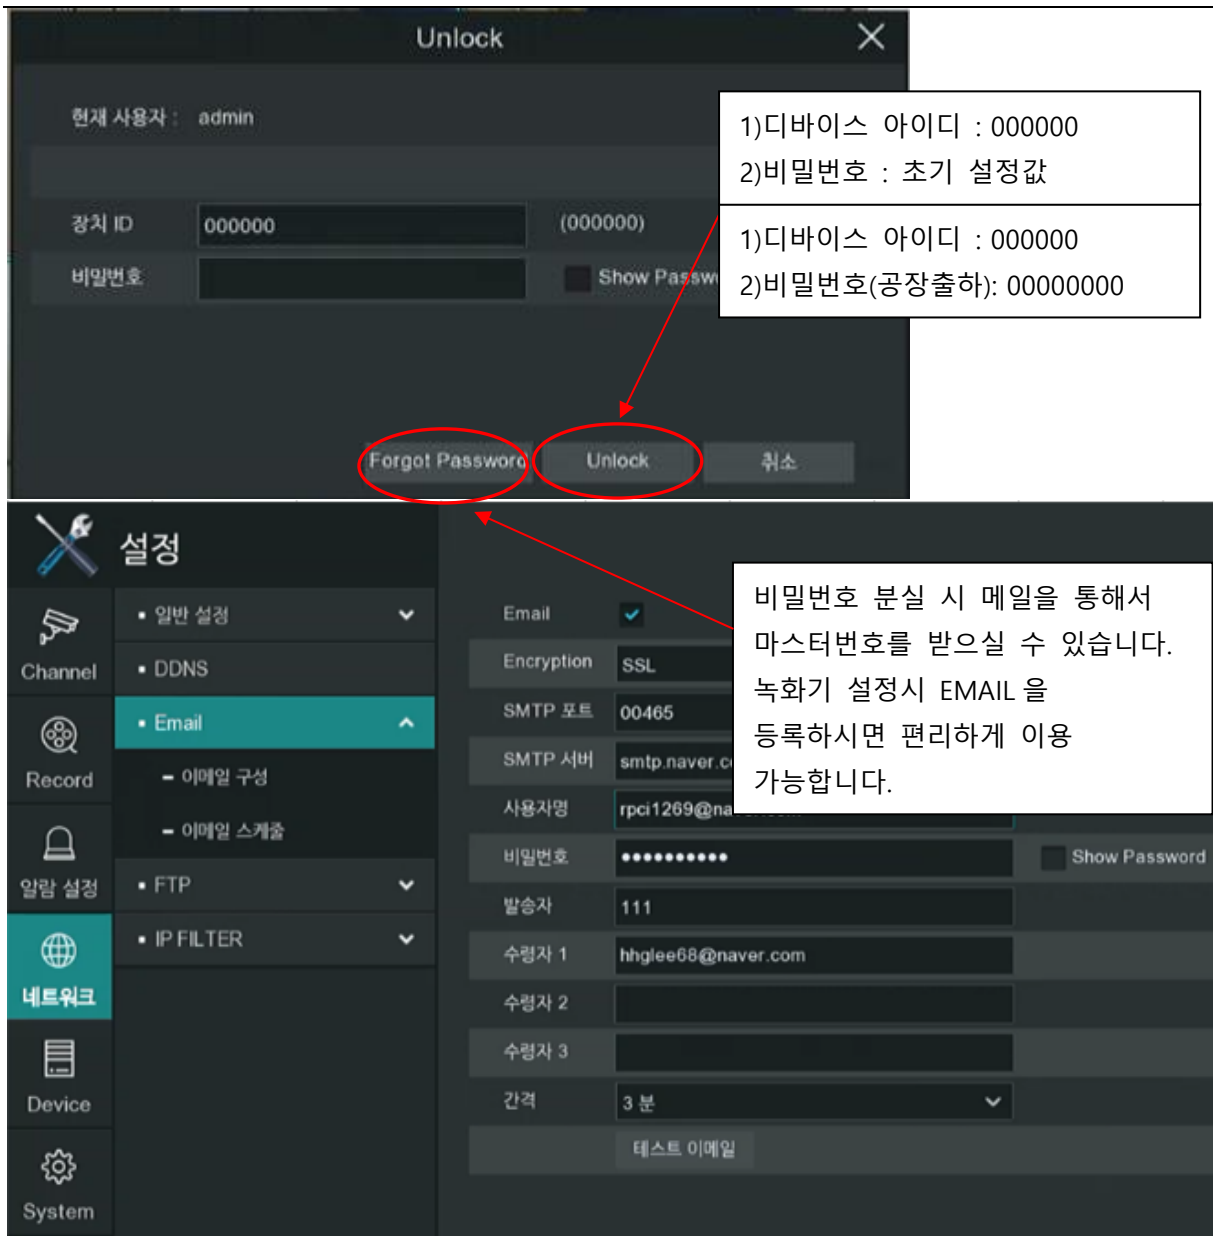 Unlock
현재 사용자 : admin
1)디바이스 아이디 : 000000
2)비밀번호 : 초기 설정값
장치 ID 000000 (000000)
1)디바이스 아이디 : 000000
2)비밀번호(공장출하): 00000000
비밀번호 Show Passw
Forgot Password Unlock 취소
설정
비밀번호 분실 시 메일을 통해서
마스터번호를 받으실 수 있습니다.
녹화기 설정시 EMAIL 을
등록하시면 편리하게 이용
가능합니다.
Channel
Record
알람 설정
네트워크
Device
System
일반 설정
DDNS
Email
이메일 구성
이메일 스케줄
FTP
IP FILTER
Email
Encryption SSL
SMTP 포트 00465
SMTP 서버 smtp.naver.c
사용자명 rpci1269@na
비밀번호 •••••••••• Show Password
발송자 111
수령자 1 hhglee68@naver.com
수령자 2
수령자 3
간격 3 분
테스트 이메일